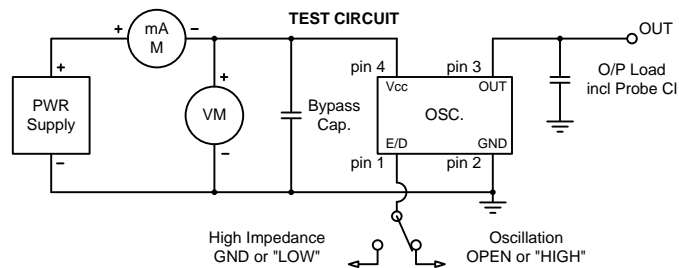 TEST CIRCUIT
+
mA
M
–
OUT
pin 4
pin 3
+
+
Vcc
OUT
O/P Load
incl Probe Cl
PWR
Supply
VM
Bypass
Cap.
OSC.
–
–
E/D
GND
pin 1
pin 2
High Impedance
GND or "LOW"
Oscillation
OPEN or "HIGH"